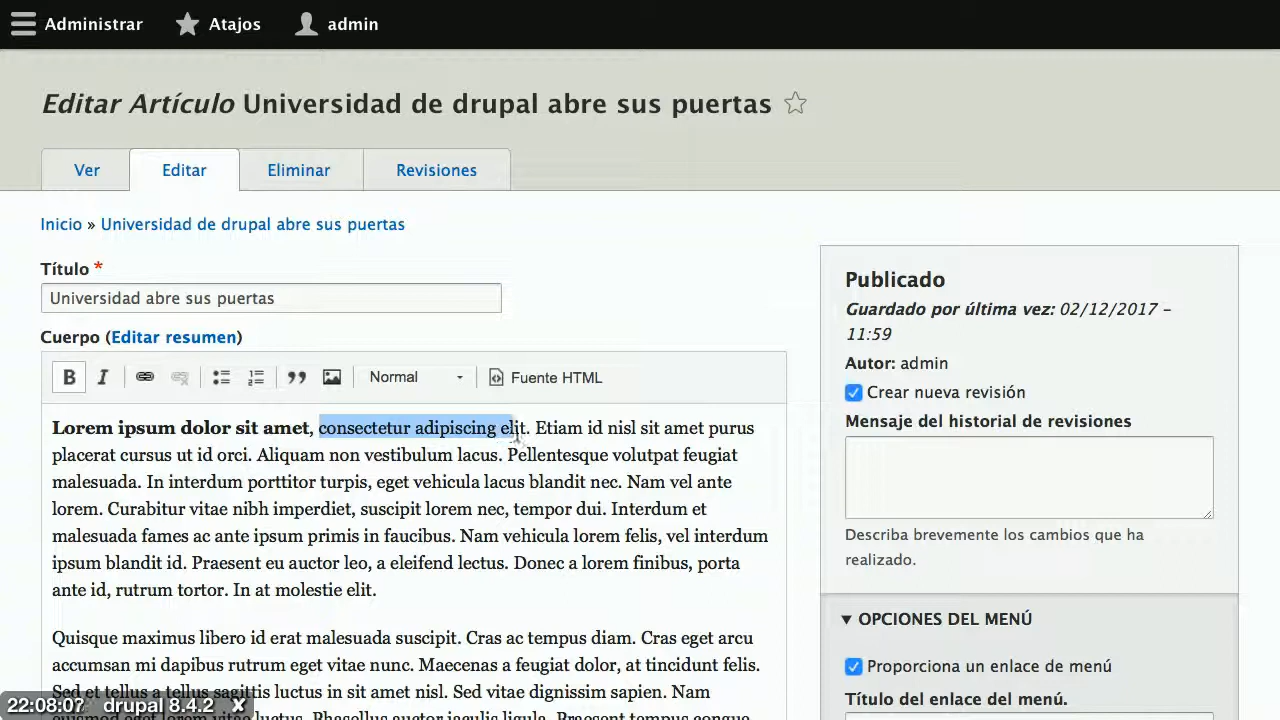 Administrar Atajos admin
Editar Artículo Universidad de drupal abre sus puertas
Ver Editar Eliminar Revisiones
Inicio » Universidad de drupal abre sus puertas
Título *
Universidad abre sus puertas
Cuerpo (Editar resumen)
B I Normal Fuente HTML
Lorem ipsum dolor sit amet, consectetur adipiscing elit. Etiam id nisl sit amet purus
placerat cursus ut id orci. Aliquam non vestibulum lacus. Pellentesque volutpat feugiat
malesuada. In interdum porttitor turpis, eget vehicula lacus blandit nec. Nam vel ante
lorem. Curabitur vitae nibh imperdiet, suscipit lorem nec, tempor dui. Interdum et
malesuada fames ac ante ipsum primis in faucibus. Nam vehicula lorem felis, vel interdum
ipsum blandit id. Praesent eu auctor leo, a eleifend lectus. Donec a lorem finibus, porta
ante id, rutrum tortor. In at molestie elit.
Quisque maximus libero id erat malesuada suscipit. Cras ac tempus diam. Cras eget arcu
accumsan mi dapibus rutrum eget vitae nunc. Maecenas a feugiat dolor, at tincidunt felis.
Sed et tellus a tellus sagittis luctus in sit amet nisl. Sed vitae dignissim sapien. Nam
luctus. Phasellus auctor iaculis ligula. Praesent tempus congue
Publicado
Guardado por última vez: 02/12/2017 –
11:59
Autor: admin
Crear nueva revisión
Mensaje del historial de revisiones
Describa brevemente los cambios que ha
realizado.
▼ OPCIONES DEL MENÚ
Proporciona un enlace de menú
Título del enlace del menú.
22:08:07 drupal 8.4.2 ✘